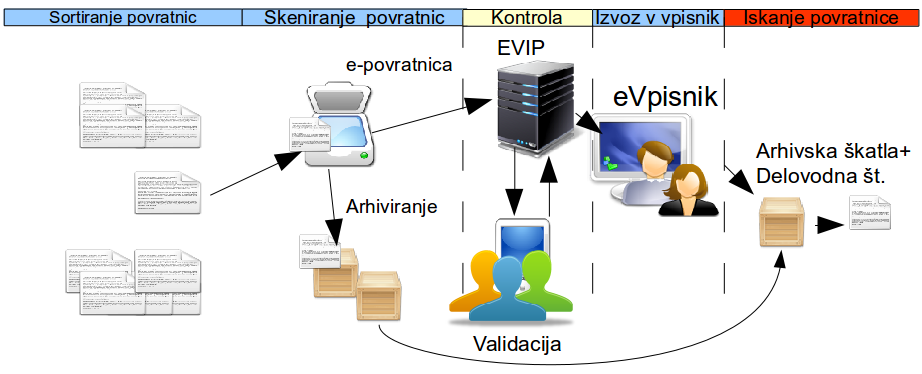 Sortiranje povratnic
Skeniranje povratnic
Kontrola
Izvoz v vpisnik
Iskanje povratnice
EVIP
e-povratnica
eVpisnik
Arhivska škatla+
Delovodna št.
Arhiviranje
Validacija